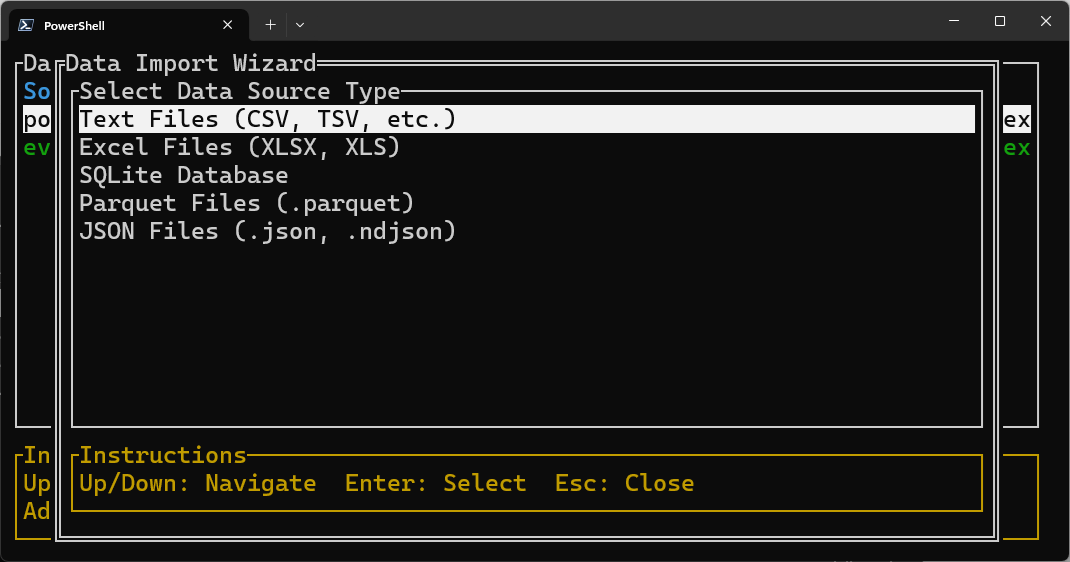 PowerShell
Da
Data Import Wizard
So
Select Data Source Type
po
Text Files (CSV, TSV, etc.)
ex
ev
Excel Files (XLSX, XLS)
ex
SQLite Database
Parquet Files (.parquet)
JSON Files (.json, .ndjson)
In
Instructions
Up
Up/Down: Navigate  Enter: Select  Esc: Close
Ad